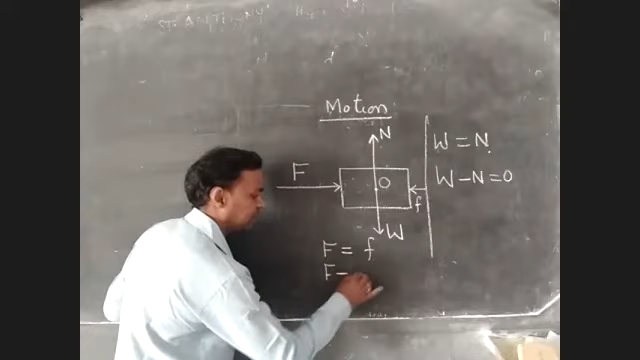 Motion
N
W = N.
F
O
W - N = 0
f
W
F = f
F -